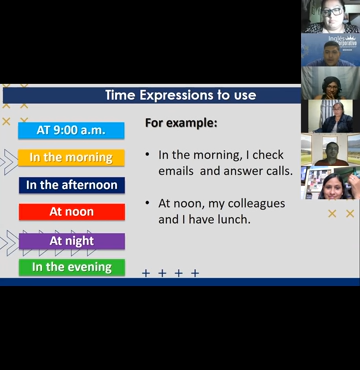 Time Expressions to use
AT 9:00 a.m.
In the morning
In the afternoon
At noon
At night
In the evening
For example:
• In the morning, I check
emails and answer calls.
• At noon, my colleagues
and I have lunch.